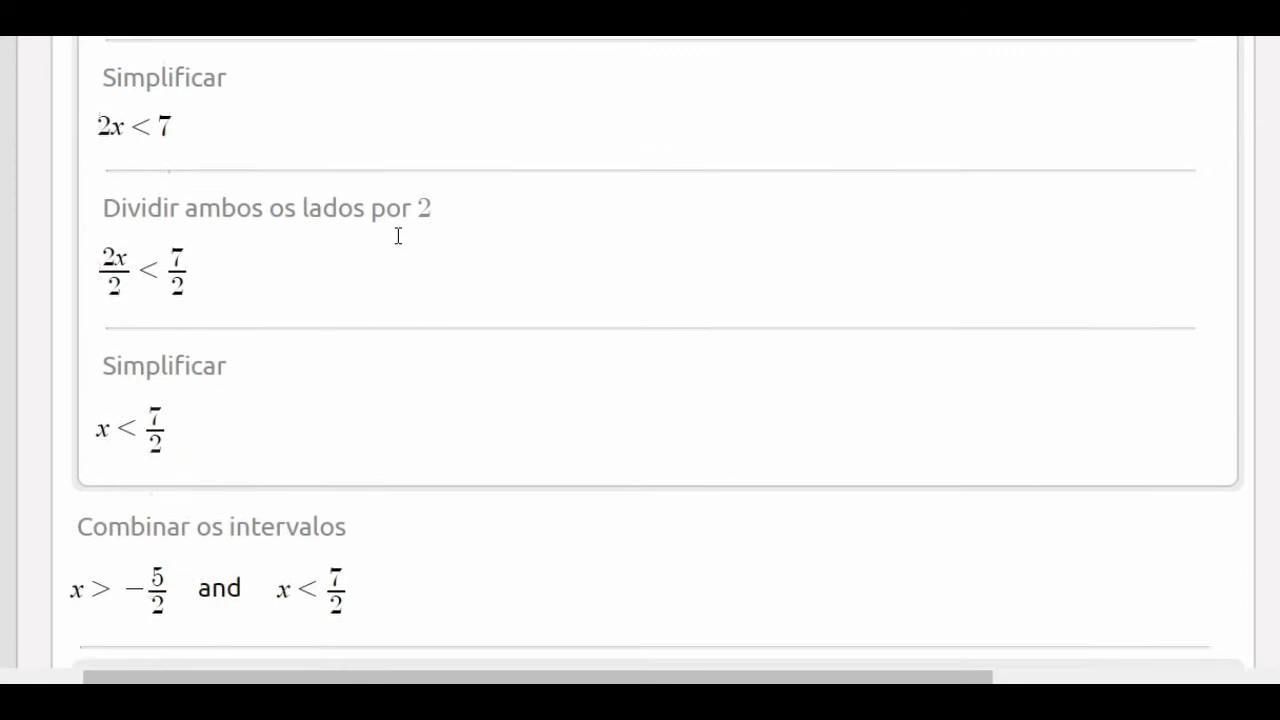 Simplificar
2x < 7
Dividir ambos os lados por 2
2x/2 < 7/2
Simplificar
x < 7/2
Combinar os intervalos
x > −5/2 and x < 7/2